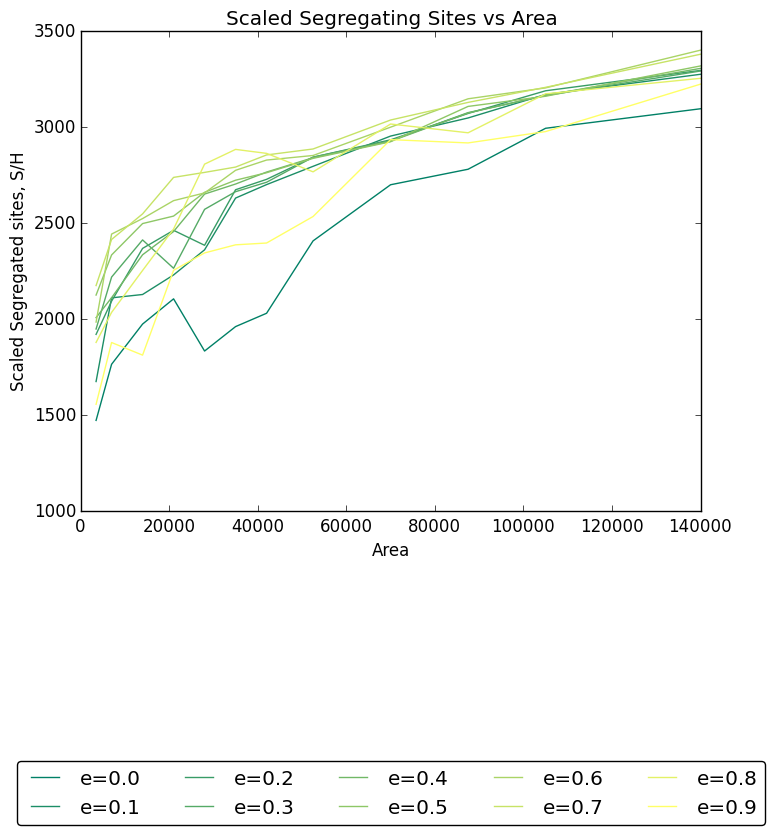 Scaled Segregating Sites vs Area
Scaled Segregated sites, S/H
3500
3000
2500
2000
1500
1000
0 20000 40000 60000 80000 100000 120000 140000
Area
e=0.0 e=0.2 e=0.4 e=0.6 e=0.8
e=0.1 e=0.3 e=0.5 e=0.7 e=0.9